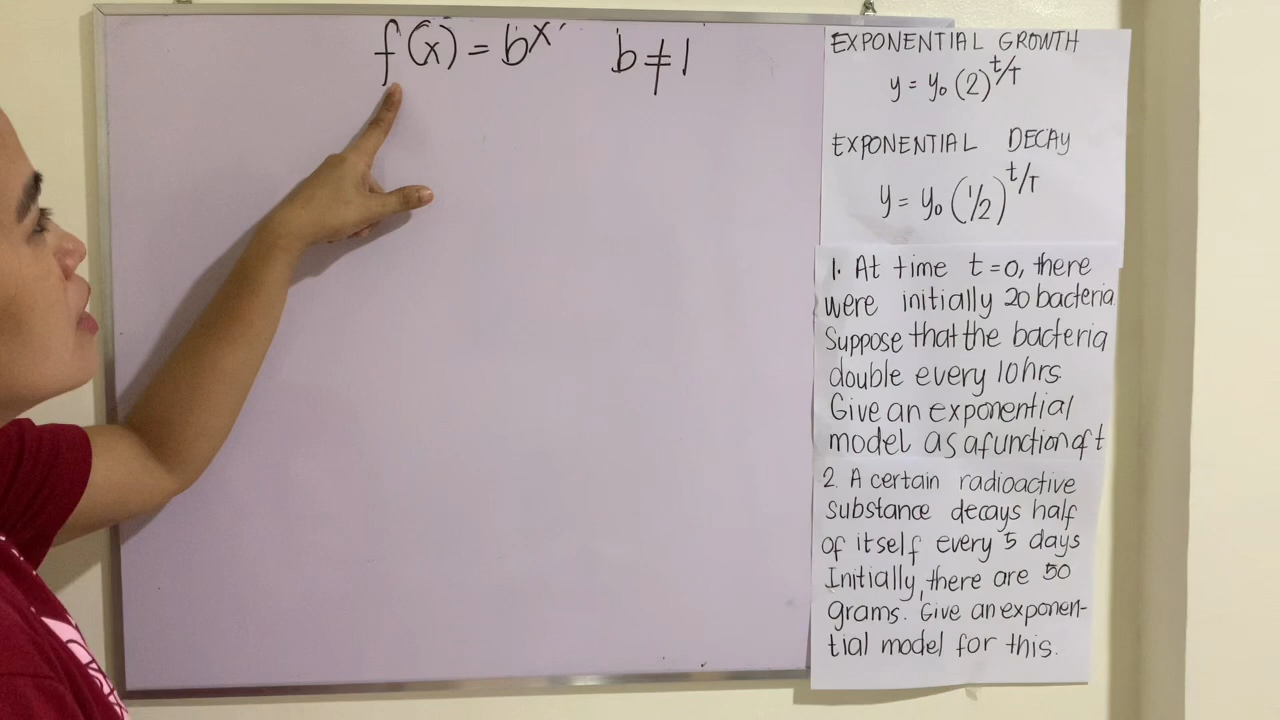 f(x) = b^x b ≠ 1
EXPONENTIAL GROWTH
y = y₀ (2)^t/T
EXPONENTIAL DECAY
y = y₀ (1/2)^t/T
1. At time t=0, there
were initially 20 bacteria.
Suppose that the bacteria
double every 10hrs.
Give an exponential
model as a function of t
2. A certain radioactive
substance decays half
of itself every 5 days
Initially, there are 50
grams. Give an exponen-
tial model for this.